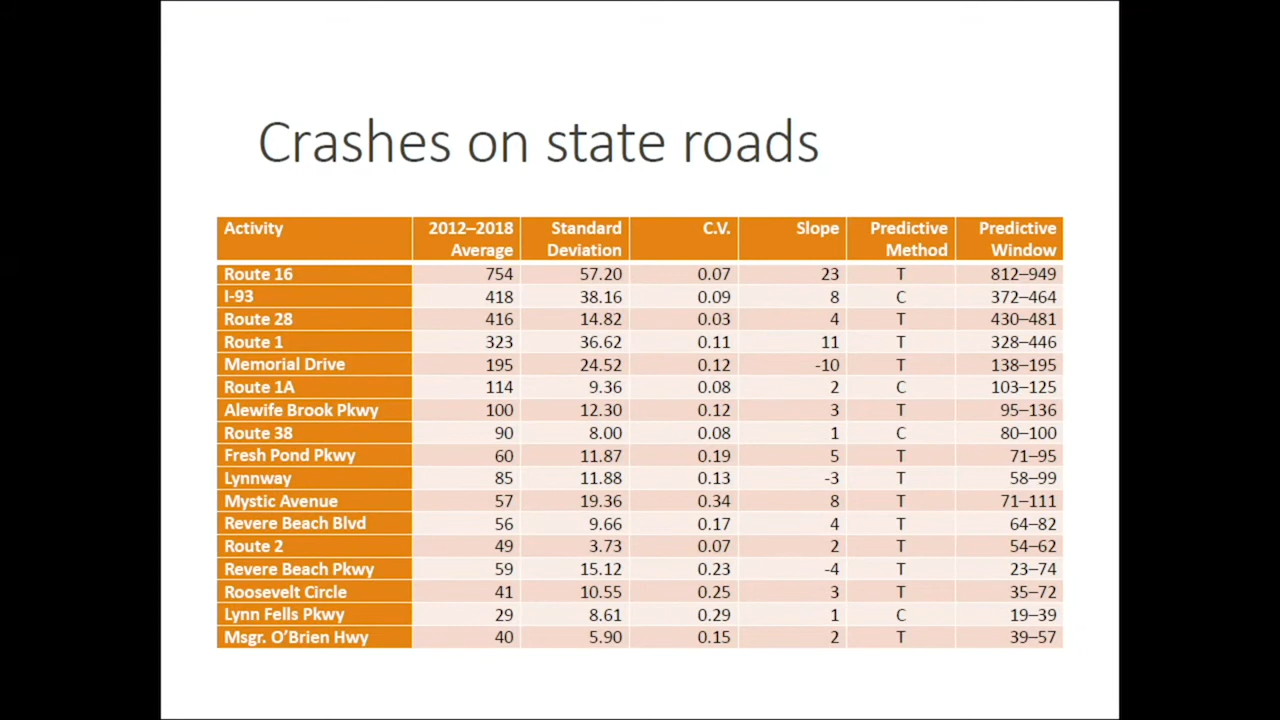 Crashes on state roads
Activity 2012–2018 Average Standard Deviation C.V. Slope Predictive Method Predictive Window
Route 16 754 57.20 0.07 23 T 812–949
I-93 418 38.16 0.09 8 C 372–464
Route 28 416 14.82 0.03 4 T 430–481
Route 1 323 36.62 0.11 11 T 328–446
Memorial Drive 195 24.52 0.12 -10 T 138–195
Route 1A 114 9.36 0.08 2 C 103–125
Alewife Brook Pkwy 100 12.30 0.12 3 T 95–136
Route 38 90 8.00 0.08 1 C 80–100
Fresh Pond Pkwy 60 11.87 0.19 5 T 71–95
Lynnway 85 11.88 0.13 -3 T 58–99
Mystic Avenue 57 19.36 0.34 8 T 71–111
Revere Beach Blvd 56 9.66 0.17 4 T 64–82
Route 2 49 3.73 0.07 2 T 54–62
Revere Beach Pkwy 59 15.12 0.23 -4 T 23–74
Roosevelt Circle 41 10.55 0.25 3 T 35–72
Lynn Fells Pkwy 29 8.61 0.29 1 C 19–39
Msgr. O’Brien Hwy 40 5.90 0.15 2 T 39–57